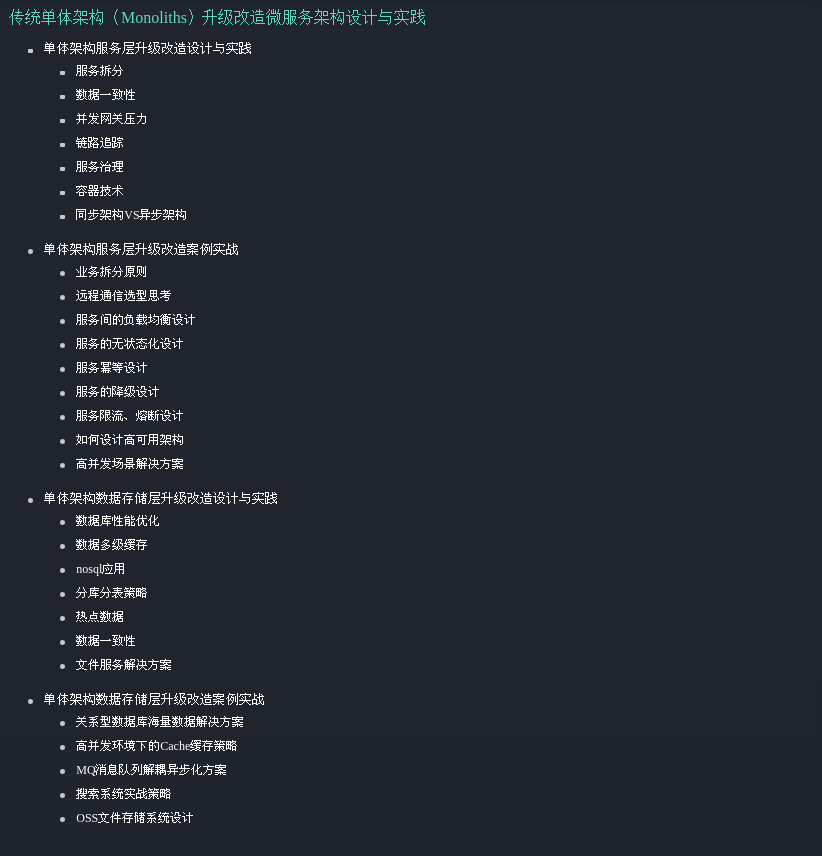 传统单体架构（Monoliths）升级改造微服务架构设计与实践
单体架构服务层升级改造设计与实践
服务拆分
数据一致性
并发网关压力
链路追踪
服务治理
容器技术
同步架构VS异步架构
单体架构服务层升级改造案例实战
业务拆分原则
远程通信选型思考
服务间的负载均衡设计
服务的无状态化设计
服务幂等设计
服务的降级设计
服务限流、熔断设计
如何设计高可用架构
高并发场景解决方案
单体架构数据存储层升级改造设计与实践
数据库性能优化
数据多级缓存
nosql应用
分库分表策略
热点数据
数据一致性
文件服务解决方案
单体架构数据存储层升级改造案例实战
关系型数据库海量数据解决方案
高并发环境下的Cache缓存策略
MQ消息队列解耦异步化方案
搜索系统实战策略
OSS文件存储系统设计